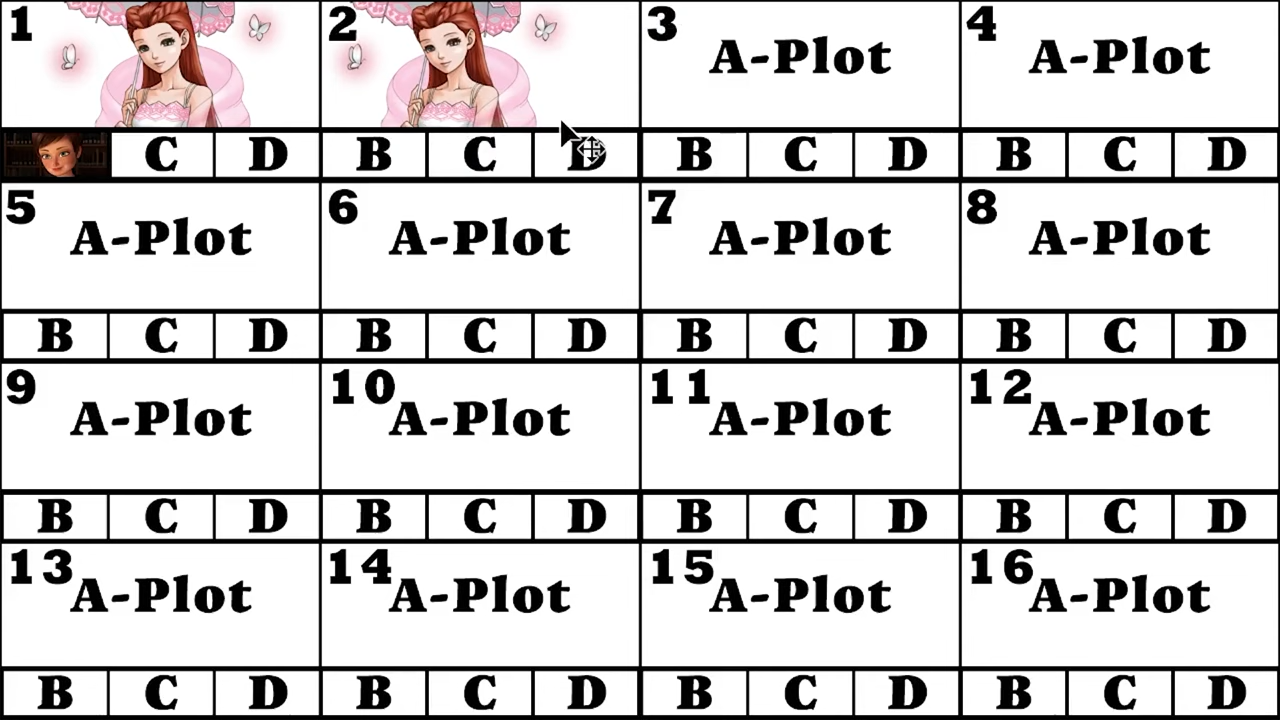 1 2 3 A-Plot 4 A-Plot
C D B C D B C D B C D
5 A-Plot 6 A-Plot 7 A-Plot 8 A-Plot
B C D B C D B C D B C D
9 A-Plot 10 A-Plot 11 A-Plot 12 A-Plot
B C D B C D B C D B C D
13 A-Plot 14 A-Plot 15 A-Plot 16 A-Plot
B C D B C D B C D B C D